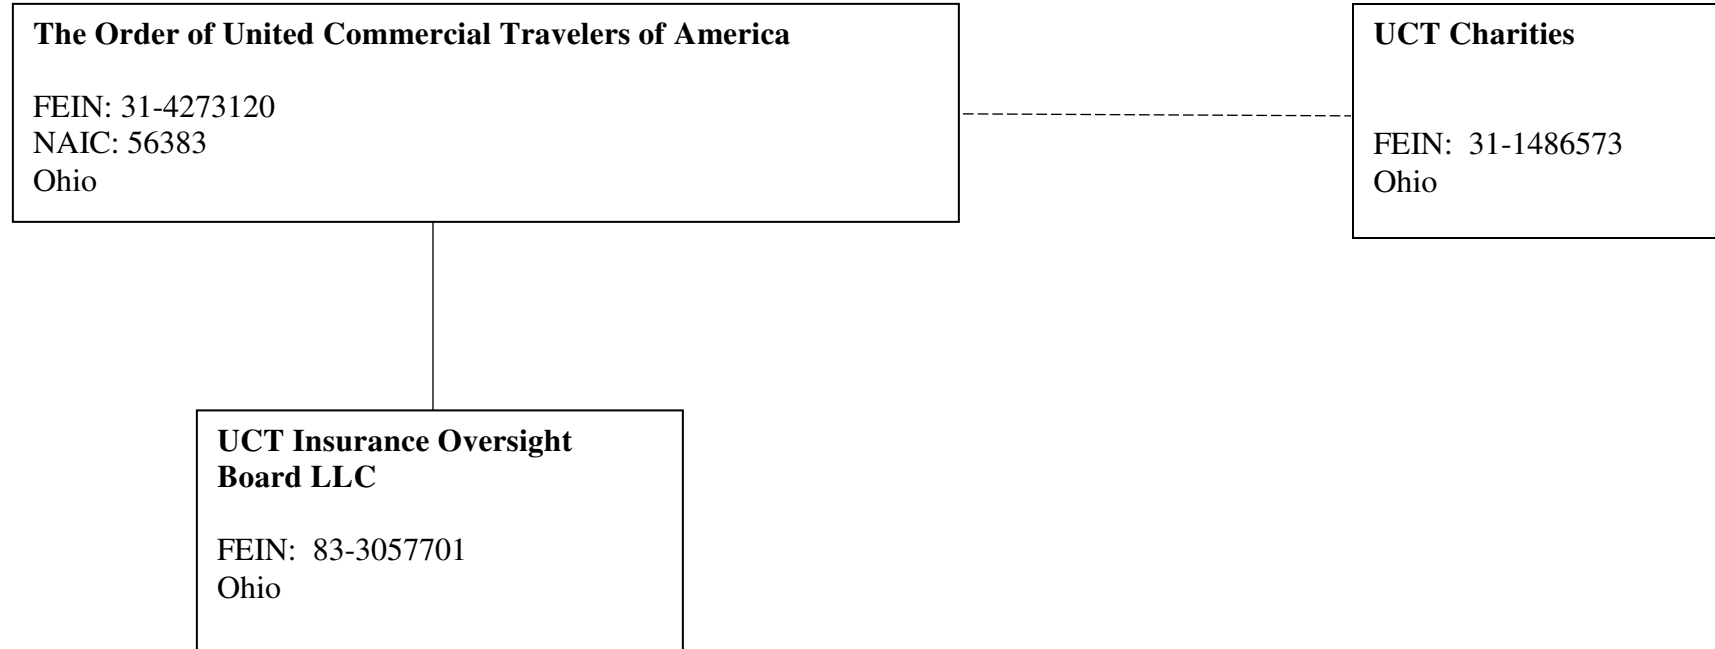 The Order of United Commercial Travelers of America
FEIN: 31-4273120
NAIC: 56383
Ohio
UCT Charities
FEIN:  31-1486573
Ohio
UCT Insurance Oversight
Board LLC
FEIN:  83-3057701
Ohio